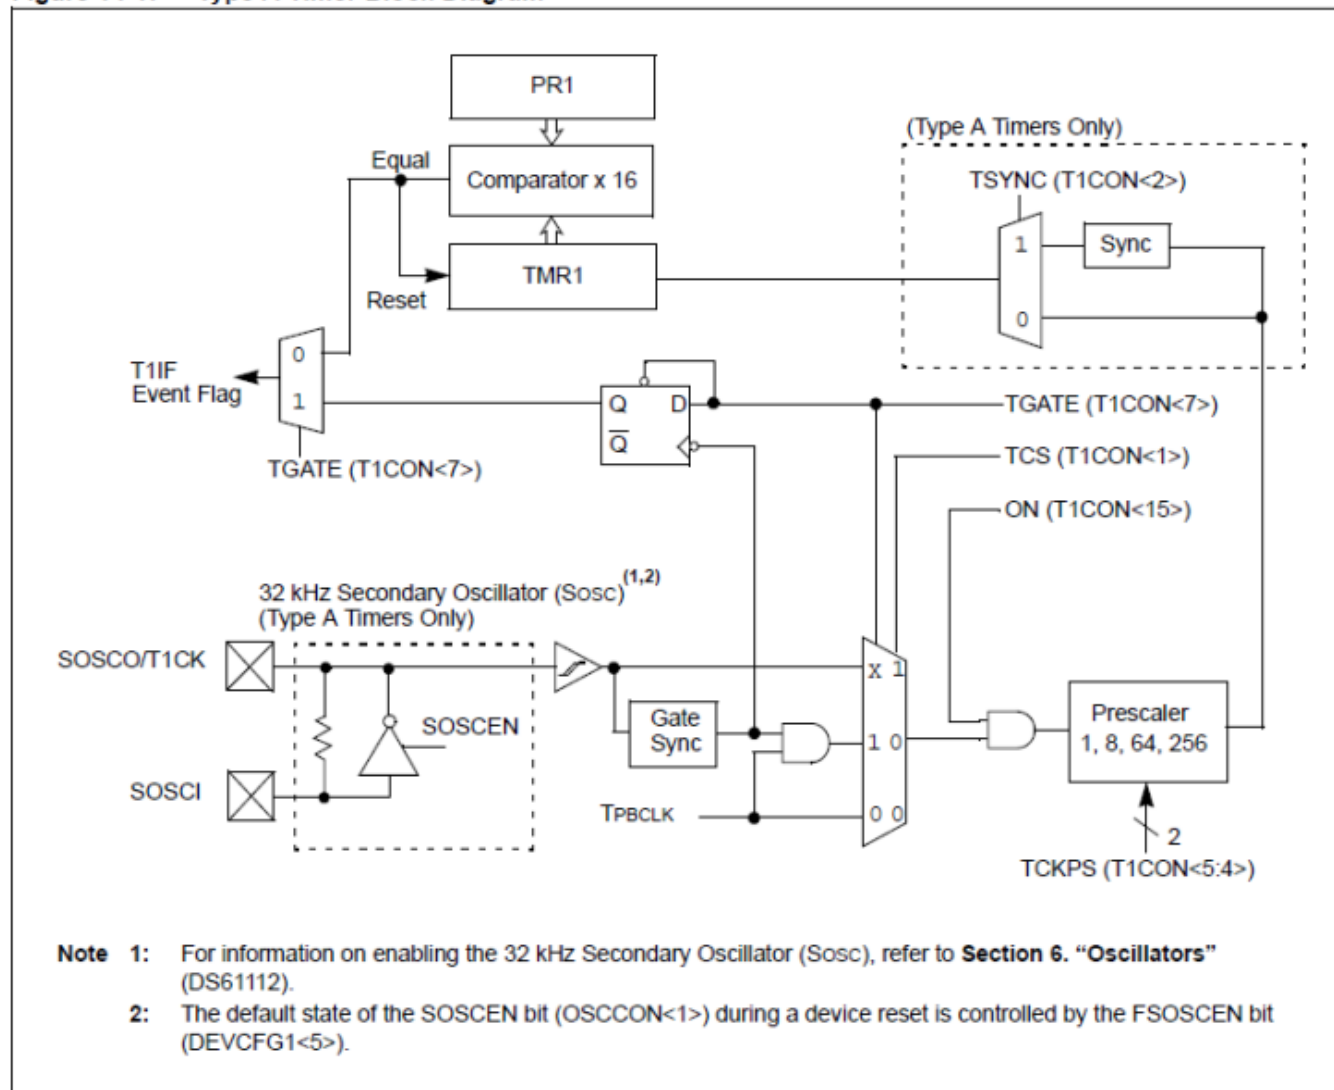 PR1
(Type A Timers Only)
Equal
Comparator x 16
TSYNC (T1CON<2>)
1
Sync
TMR1
Reset
0
0
T1IF
Event Flag
1
Q D
TGATE (T1CON<7>)
Q
TCS (T1CON<1>)
TGATE (T1CON<7>)
ON (T1CON<15>)
32 kHz Secondary Oscillator (SOSC)(1,2)
(Type A Timers Only)
SOSCO/T1CK
x 1
SOSCEN
Gate
Sync
1 0
Prescaler
1, 8, 64, 256
SOSCI
TPBCLK
0 0
2
TCKPS (T1CON<5:4>)
Note 1: For information on enabling the 32 kHz Secondary Oscillator (SOSC), refer to Section 6. “Oscillators”
(DS61112).
2: The default state of the SOSCEN bit (OSCCON<1>) during a device reset is controlled by the FSOSCEN bit
(DEVCFG1<5>).